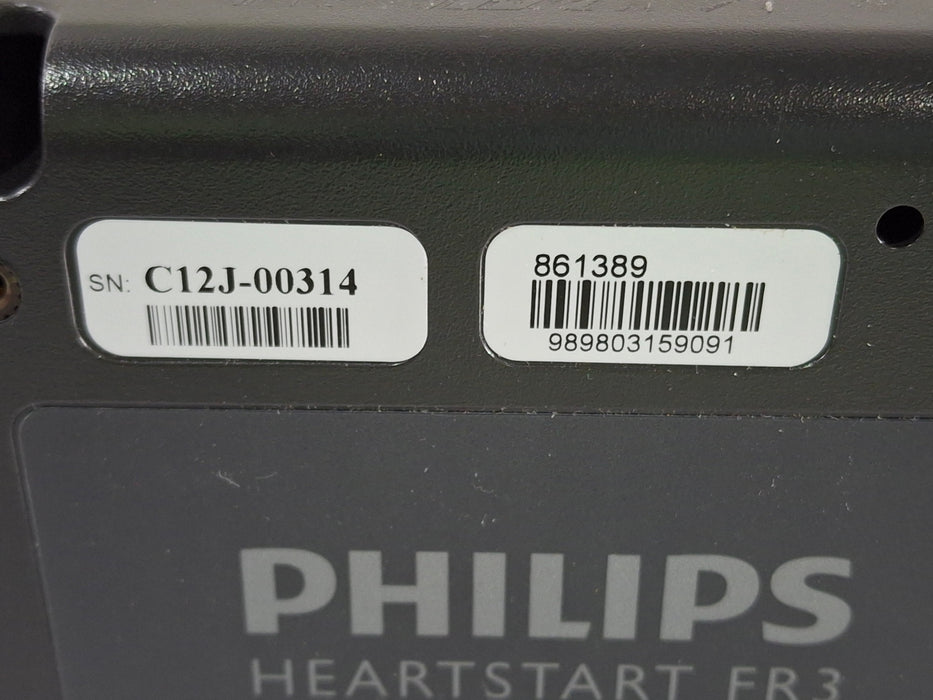 SN: C12J-00314
861389
989803159091
PHILIPS
HEARTSTART FR3